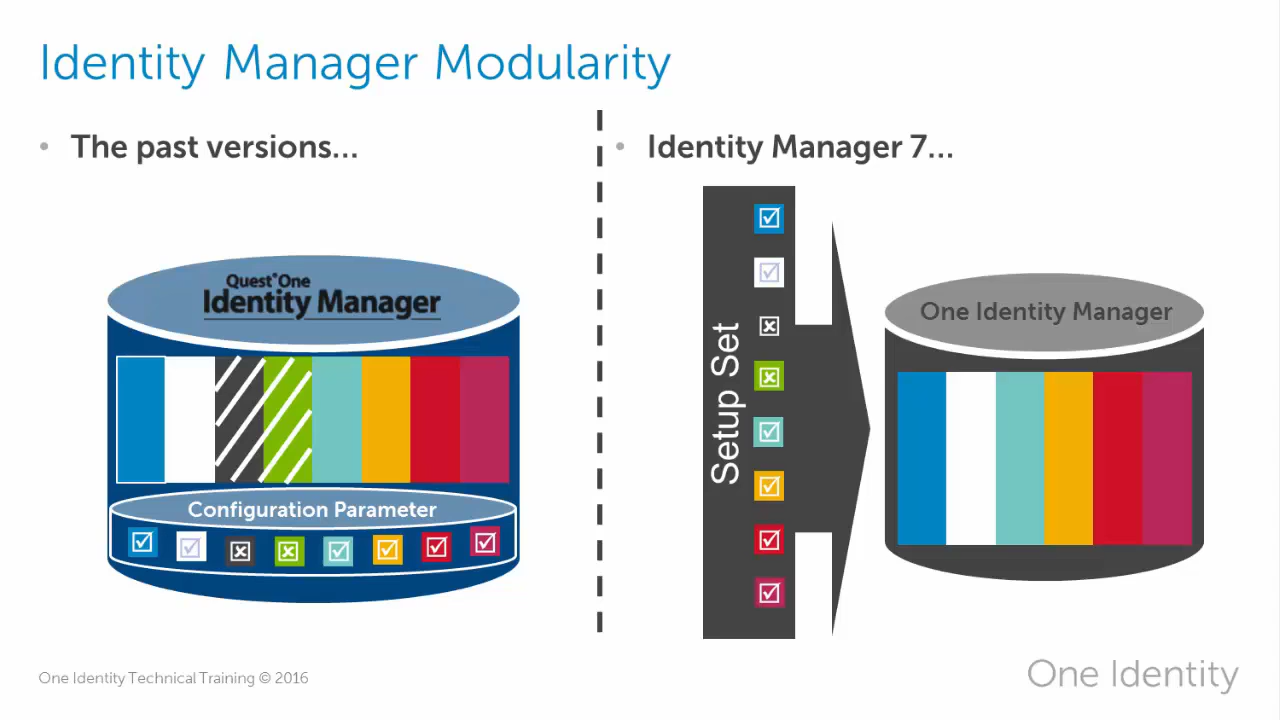 Identity Manager Modularity
• The past versions...
• Identity Manager 7...
Quest®One
Identity Manager
Configuration Parameter
Setup Set
One Identity Manager
One Identity Technical Training © 2016
One Identity